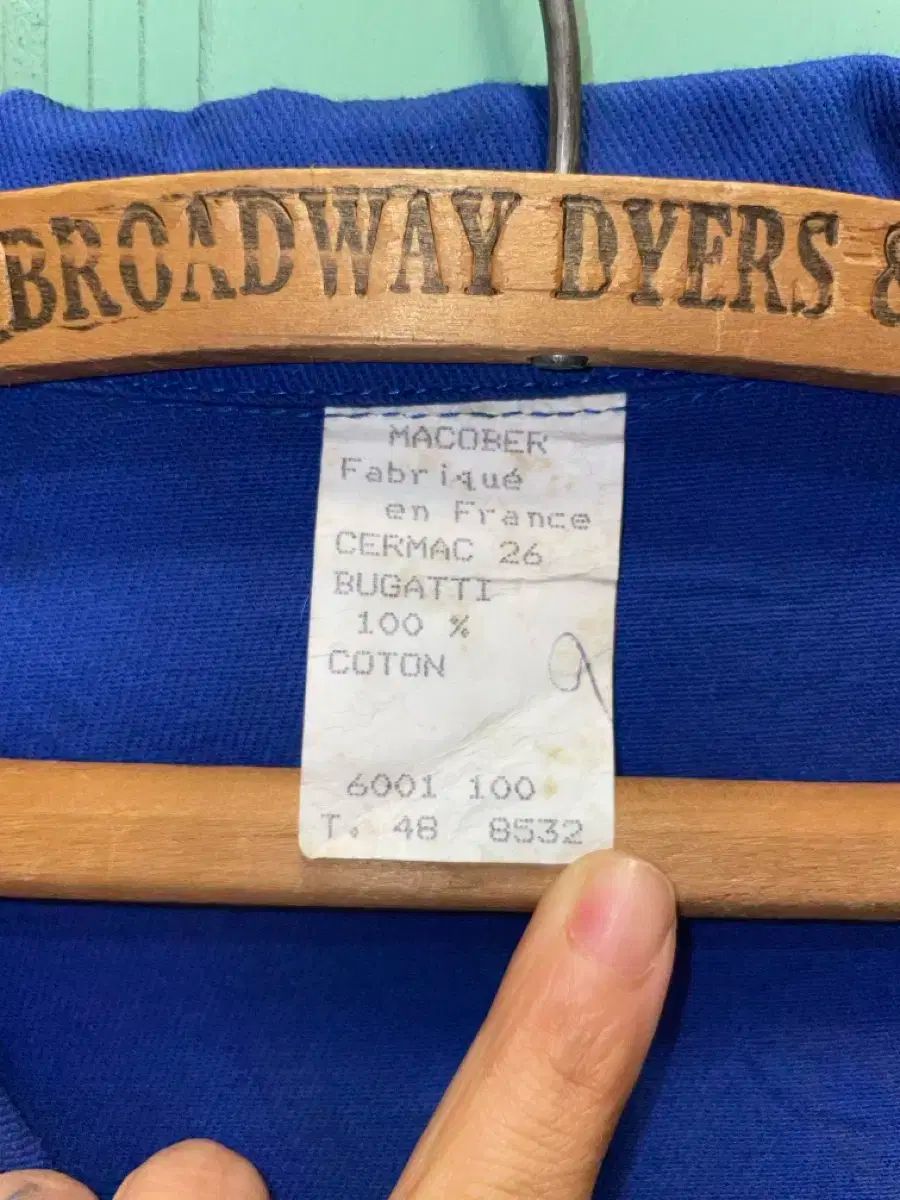 BROADWAY DYERS &
MACOBER
Fabriqué
en France
CERMAC 26
BUGATTI
100 %
COTON
6001 100
T. 48 8532